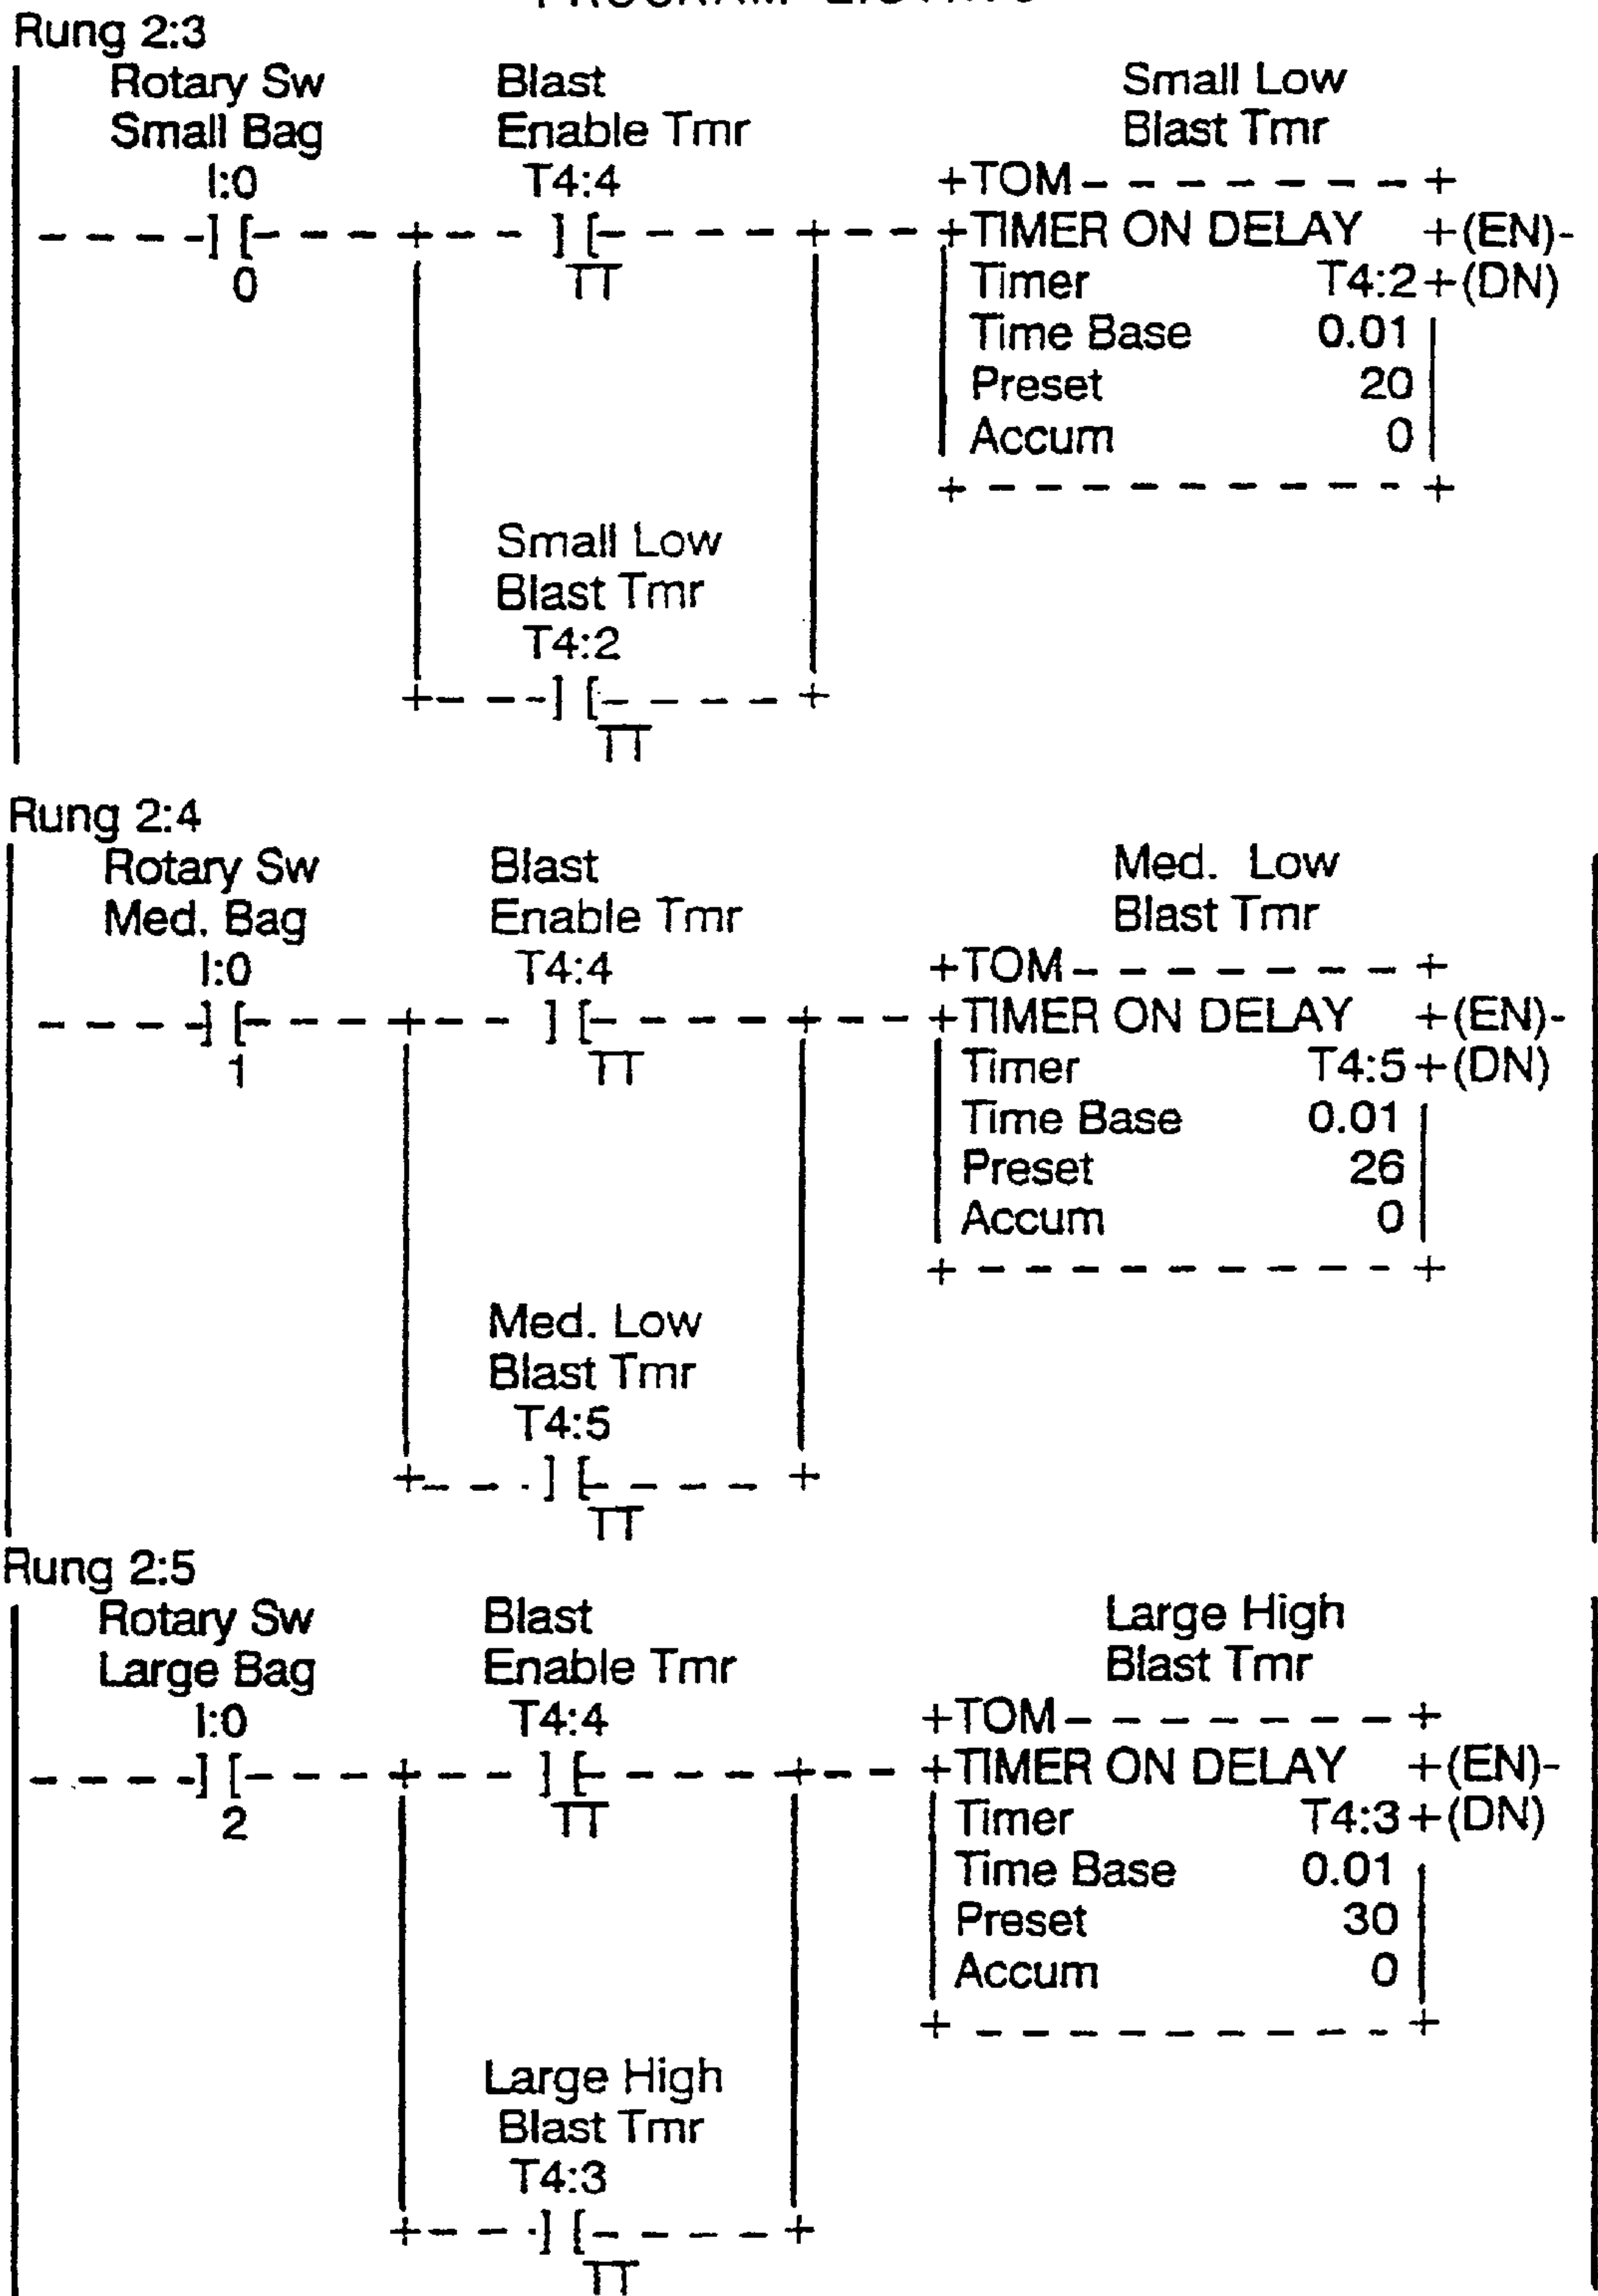 PROGRAM LISTING
Rung 2:3
Rotary Sw Blast Small Low
Small Bag Enable Tmr Blast Tmr
I:0 T4:4 +TOM- - - - - - - - +
- - - -] [- - - + - - ] [- - - - - + - - +TIMER ON DELAY +(EN)-
0 TT Timer T4:2+(DN)
Time Base 0.01
Preset 20
Accum 0
+ - - - - - - - - - - +
Small Low
Blast Tmr
T4:2
+- - -] [- - - - - +
TT
Rung 2:4
Rotary Sw Blast Med. Low
Med. Bag Enable Tmr Blast Tmr
I:0 T4:4 +TOM- - - - - - - - +
- - - -] [- - - + - - ] [- - - - - + - - +TIMER ON DELAY +(EN)-
1 TT Timer T4:5+(DN)
Time Base 0.01
Preset 26
Accum 0
+ - - - - - - - - - - +
Med. Low
Blast Tmr
T4:5
+- - -] [- - - - +
TT
Rung 2:5
Rotary Sw Blast Large High
Large Bag Enable Tmr Blast Tmr
I:0 T4:4 +TOM- - - - - - - - +
- - - -] [- - - + - - ] [- - - - - + - - +TIMER ON DELAY +(EN)-
2 TT Timer T4:3+(DN)
Time Base 0.01
Preset 30
Accum 0
+ - - - - - - - - - - +
Large High
Blast Tmr
T4:3
+- - -] [- - - - - +
TT